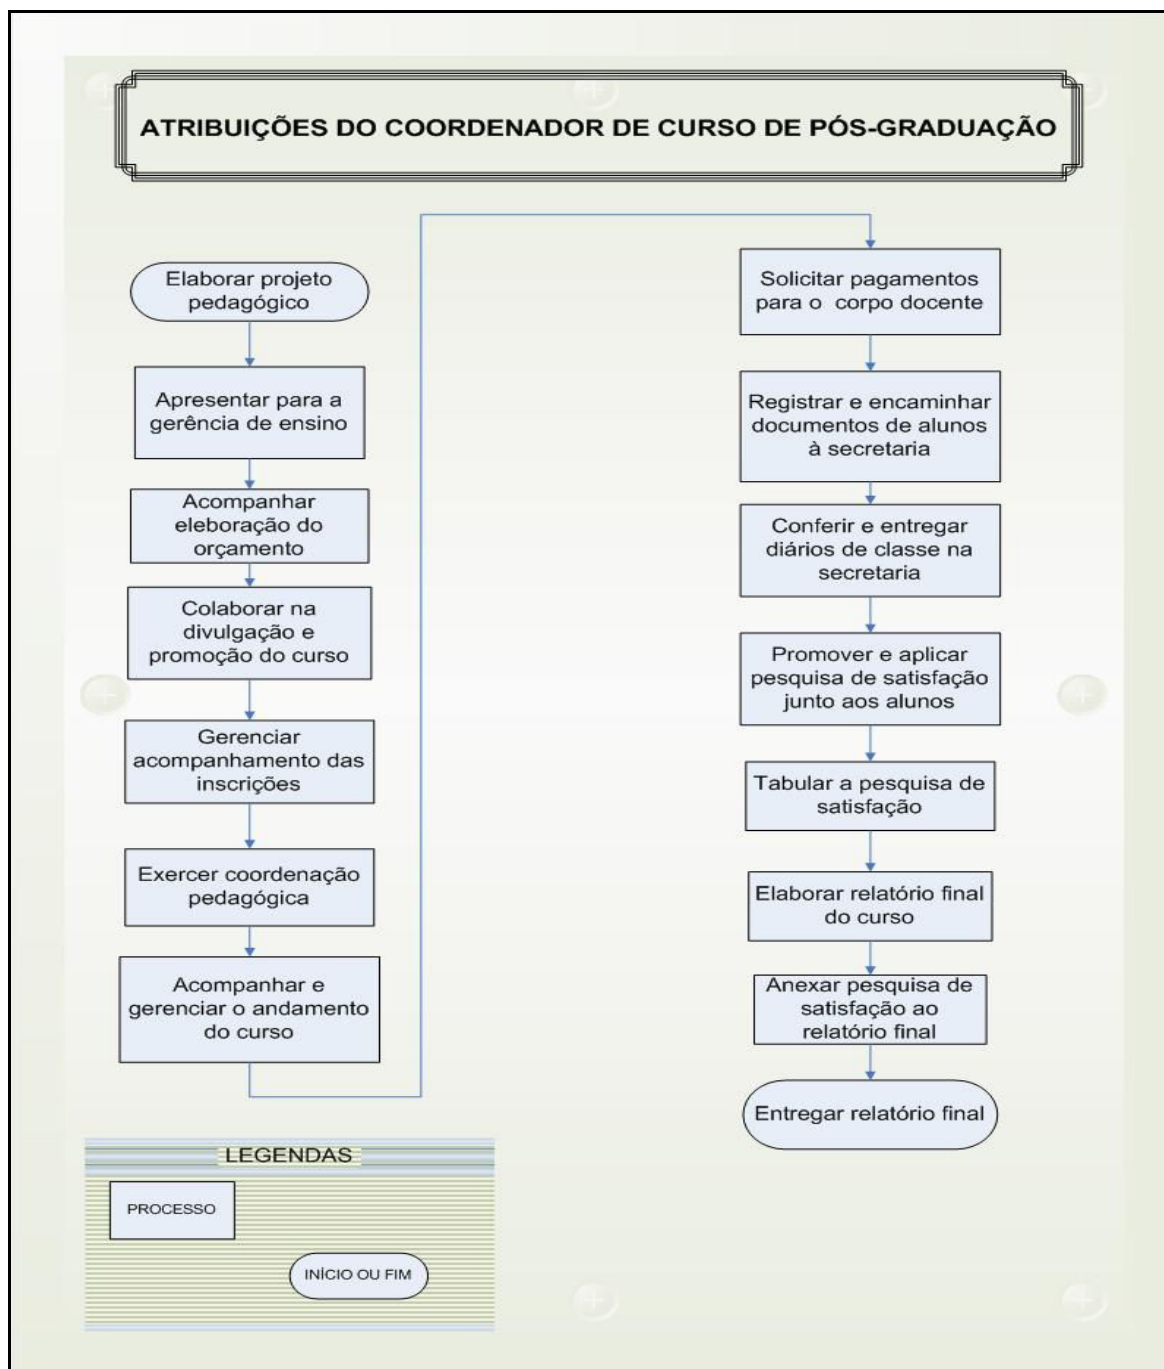 ATRIBUIÇÕES DO COORDENADOR DE CURSO DE PÓS-GRADUAÇÃO
Elaborar projeto
pedagógico
Apresentar para a
gerência de ensino
Acompanhar
eleboração do
orçamento
Colaborar na
divulgação e
promoção do curso
Gerenciar
acompanhamento das
inscrições
Exercer coordenação
pedagógica
Acompanhar e
gerenciar o andamento
do curso
Solicitar pagamentos
para o corpo docente
Registrar e encaminhar
documentos de alunos
à secretaria
Conferir e entregar
diários de classe na
secretaria
Promover e aplicar
pesquisa de satisfação
junto aos alunos
Tabular a pesquisa de
satisfação
Elaborar relatório final
do curso
Anexar pesquisa de
satisfação ao
relatório final
Entregar relatório final
LEGENDAS
PROCESSO
INÍCIO OU FIM